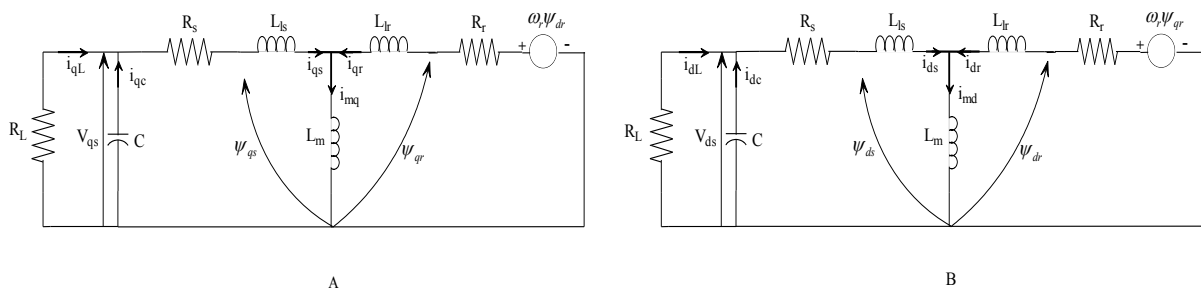 R_s L_ls L_lr R_r ω_rψ_dr
+ -
i_qL i_qc i_qs i_qr
i_mq
R_L V_qs C ψ_qs L_m ψ_qr
A
R_s L_ls L_lr R_r ω_rψ_qr
+ -
i_dL i_dc i_ds i_dr
i_md
R_L V_ds C ψ_ds L_m ψ_dr
B